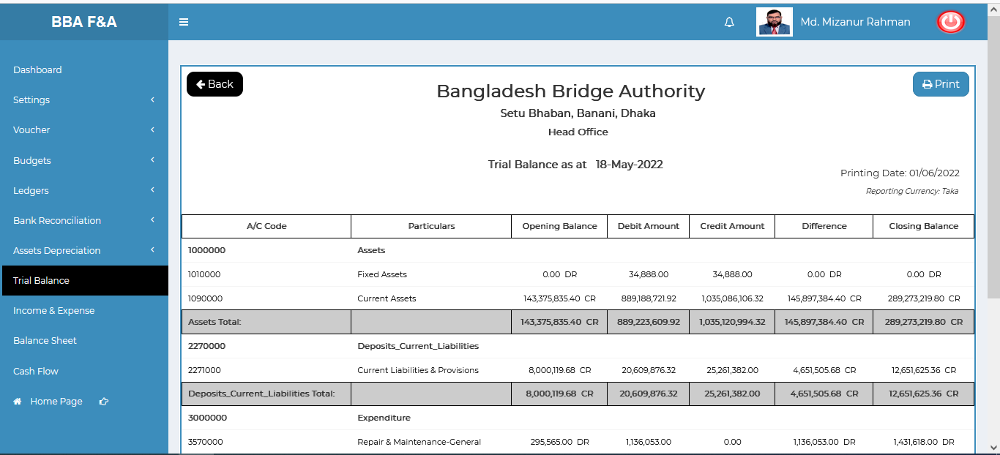 BBA F&A
Md. Mizanur Rahman
Dashboard
Settings
Voucher
Budgets
Ledgers
Bank Reconciliation
Assets Depreciation
Trial Balance
Income & Expense
Balance Sheet
Cash Flow
Home Page
Back
Print
Bangladesh Bridge Authority
Setu Bhaban, Banani, Dhaka
Head Office
Trial Balance as at 18-May-2022
Printing Date: 01/06/2022
Reporting Currency: Taka
A/C Code Particulars Opening Balance Debit Amount Credit Amount Difference Closing Balance
1000000 Assets
1010000 Fixed Assets 0.00 DR 34,888.00 34,888.00 0.00 DR 0.00 DR
1090000 Current Assets 143,375,835.40 CR 889,188,721.92 1,035,086,106.32 145,897,384.40 CR 289,273,219.80 CR
Assets Total: 143,375,835.40 CR 889,223,609.92 1,035,120,994.32 145,897,384.40 CR 289,273,219.80 CR
2270000 Deposits_Current_Liabilities
2271000 Current Liabilities & Provisions 8,000,119.68 CR 20,609,876.32 25,261,382.00 4,651,505.68 CR 12,651,625.36 CR
Deposits_Current_Liabilities Total: 8,000,119.68 CR 20,609,876.32 25,261,382.00 4,651,505.68 CR 12,651,625.36 CR
3000000 Expenditure
3570000 Repair & Maintenance-General 295,565.00 DR 1,136,053.00 0.00 1,136,053.00 DR 1,431,618.00 DR